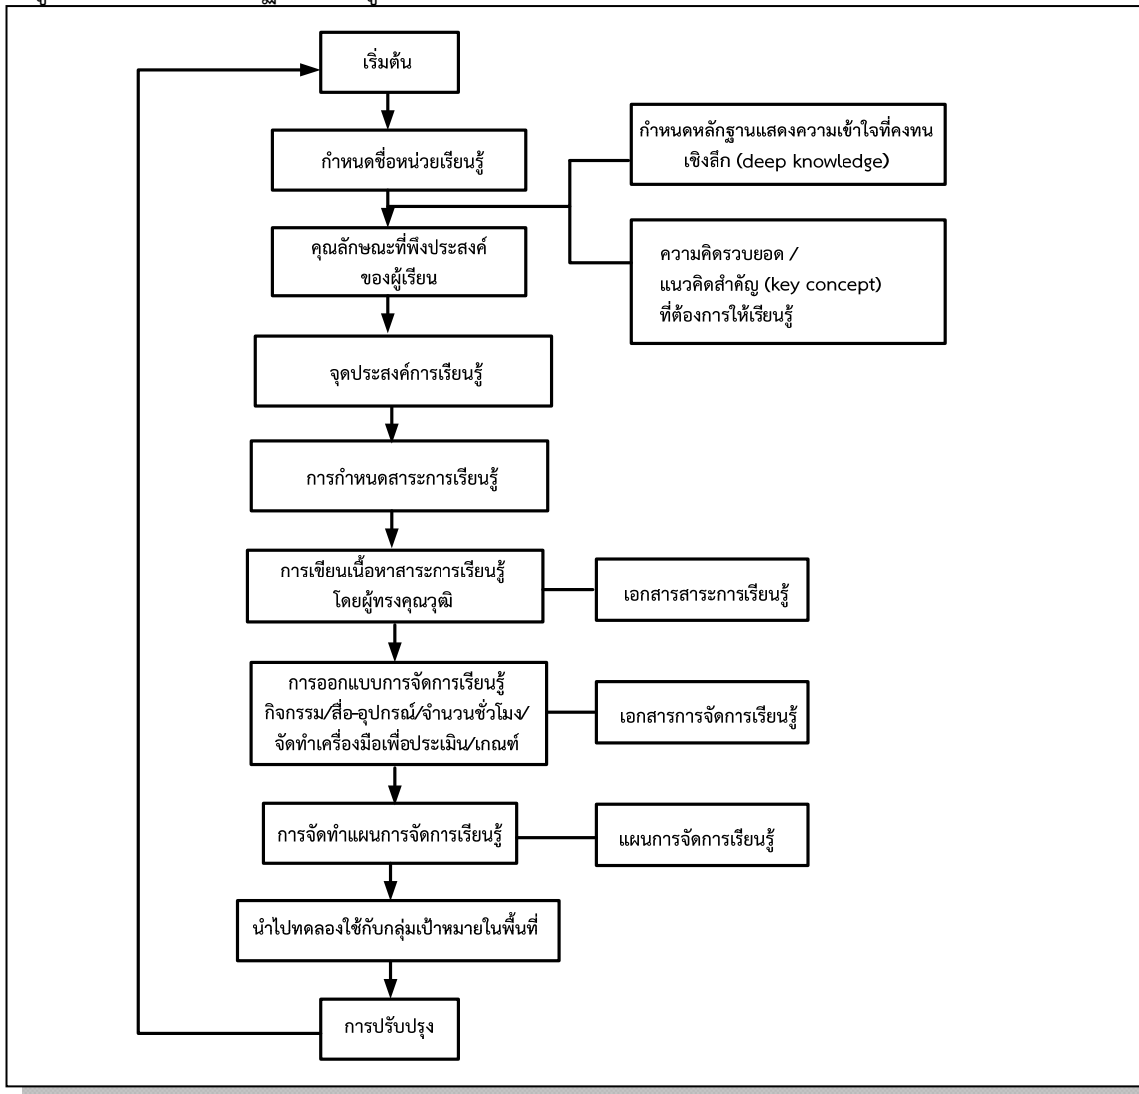 เริ่มต้น
กำหนดชื่อหน่วยเรียนรู้
กำหนดหลักฐานแสดงความเข้าใจที่คงทน
เชิงลึก (deep knowledge)
คุณลักษณะที่พึงประสงค์
ของผู้เรียน
ความคิดรวบยอด /
แนวคิดสำคัญ (key concept)
ที่ต้องการให้เรียนรู้
จุดประสงค์การเรียนรู้
การกำหนดสาระการเรียนรู้
การเขียนเนื้อหาสาระการเรียนรู้
โดยผู้ทรงคุณวุฒิ
เอกสารสาระการเรียนรู้
การออกแบบการจัดการเรียนรู้
กิจกรรม/สื่อ-อุปกรณ์/จำนวนชั่วโมง/
จัดทำเครื่องมือเพื่อประเมิน/เกณฑ์
เอกสารการจัดการเรียนรู้
การจัดทำแผนการจัดการเรียนรู้
แผนการจัดการเรียนรู้
นำไปทดลองใช้กับกลุ่มเป้าหมายในพื้นที่
การปรับปรุง